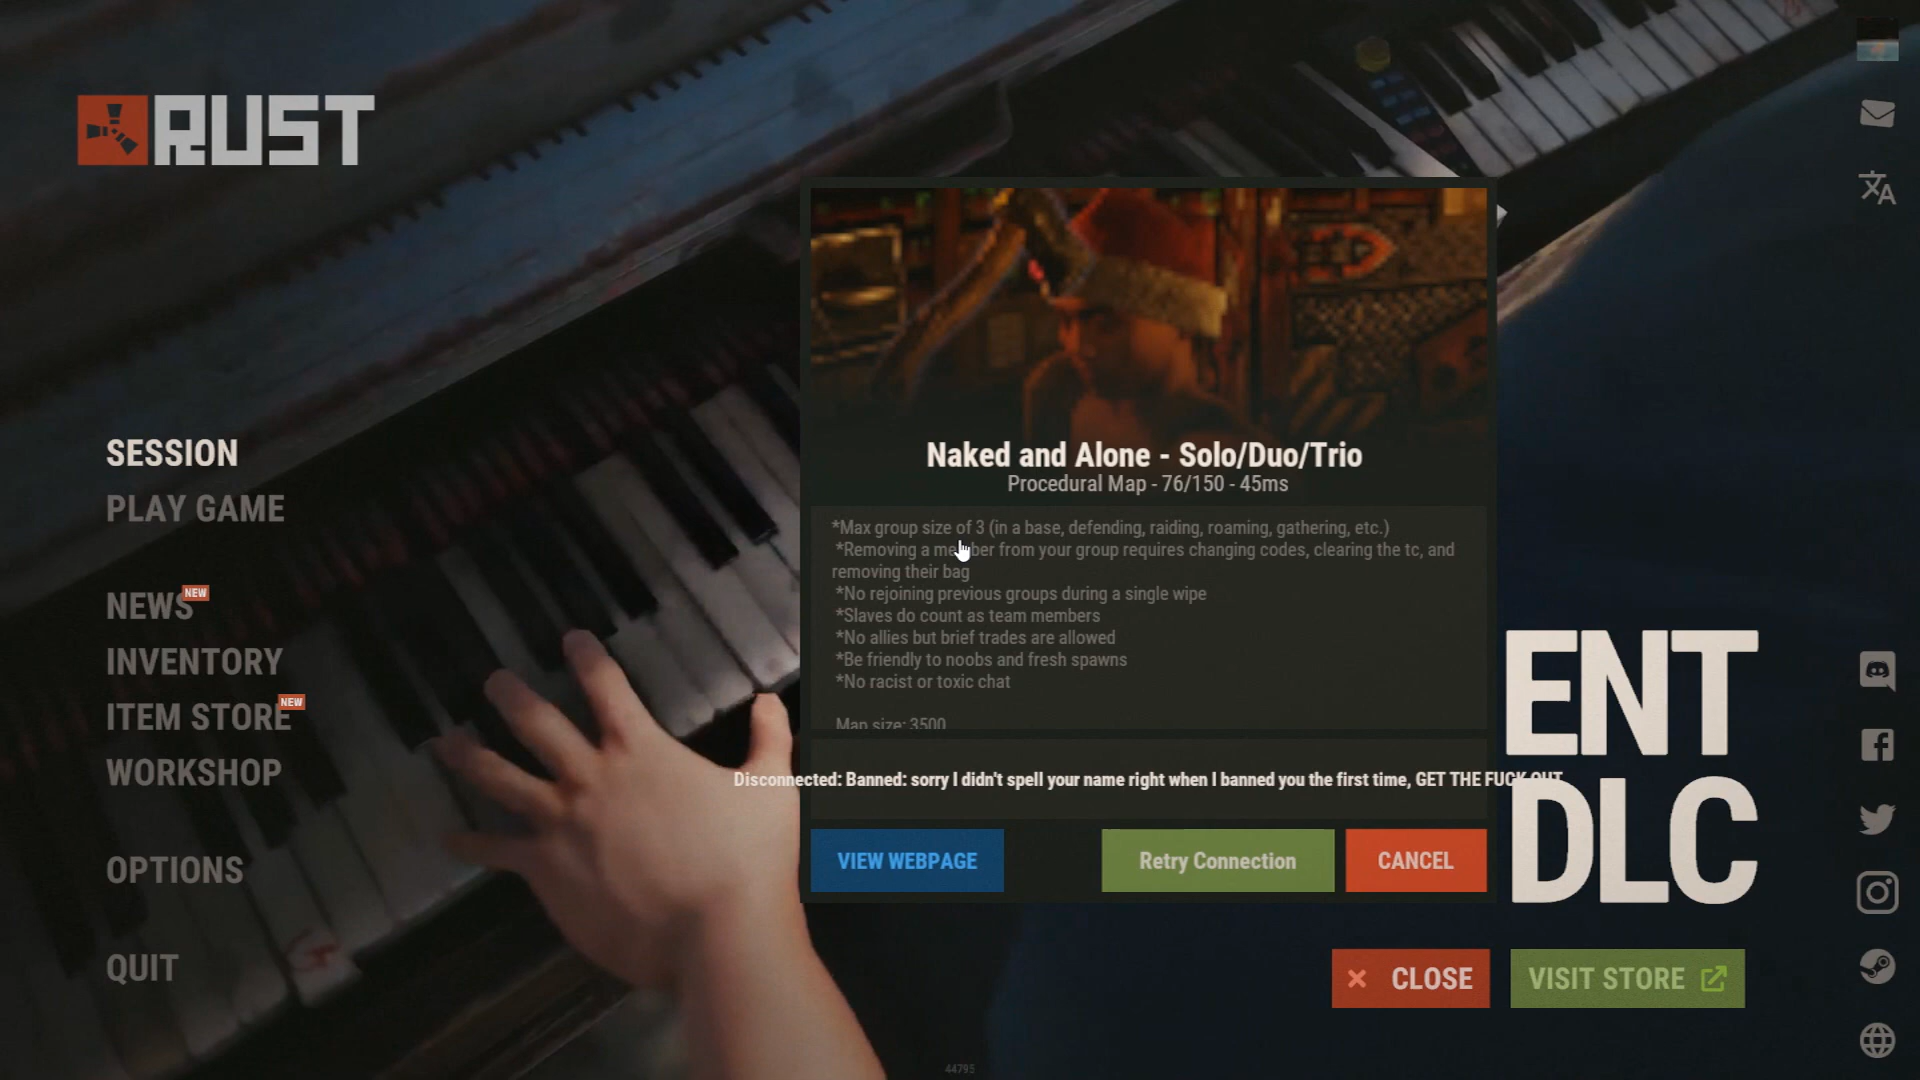 RUST
SESSION
PLAY GAME
NEWS NEW
INVENTORY
ITEM STORE NEW
WORKSHOP
OPTIONS
QUIT
Naked and Alone - Solo/Duo/Trio
Procedural Map - 76/150 - 45ms
*Max group size of 3 (in a base, defending, raiding, roaming, gathering, etc.)
*Removing a member from your group requires changing codes, clearing the tc, and
removing their bag
*No rejoining previous groups during a single wipe
*Slaves do count as team members
*No allies but brief trades are allowed
*Be friendly to noobs and fresh spawns
*No racist or toxic chat
Map size: 3500
Disconnected: Banned: sorry I didn't spell your name right when I banned you the first time, GET THE FUCK OUT
VIEW WEBPAGE
Retry Connection
CANCEL
ENT
DLC
CLOSE
VISIT STORE
44795